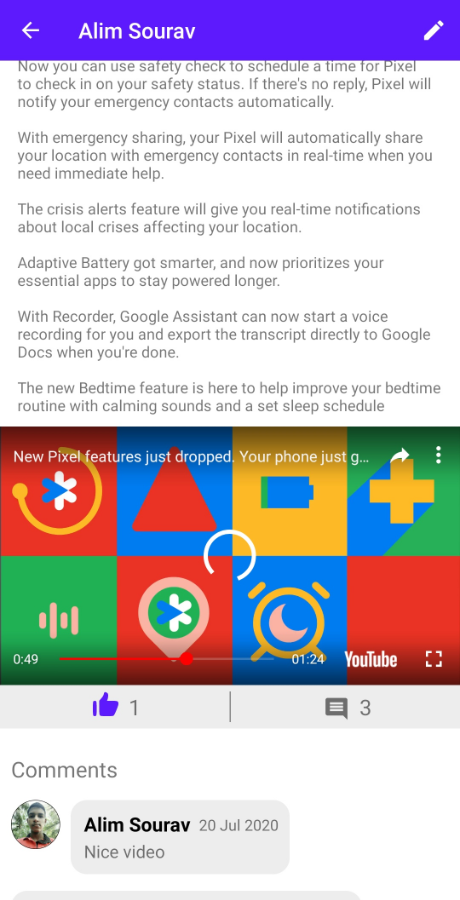 Alim Sourav
Now you can use safety check to schedule a time for Pixel
to check in on your safety status. If there's no reply, Pixel will
notify your emergency contacts automatically.
With emergency sharing, your Pixel will automatically share
your location with emergency contacts in real-time when you
need immediate help.
The crisis alerts feature will give you real-time notifications
about local crises affecting your location.
Adaptive Battery got smarter, and now prioritizes your
essential apps to stay powered longer.
With Recorder, Google Assistant can now start a voice
recording for you and export the transcript directly to Google
Docs when you're done.
The new Bedtime feature is here to help improve your bedtime
routine with calming sounds and a set sleep schedule
New Pixel features just dropped. Your phone just g...
0:49
01:24
YouTube
1
3
Comments
Alim Sourav 20 Jul 2020
Nice video